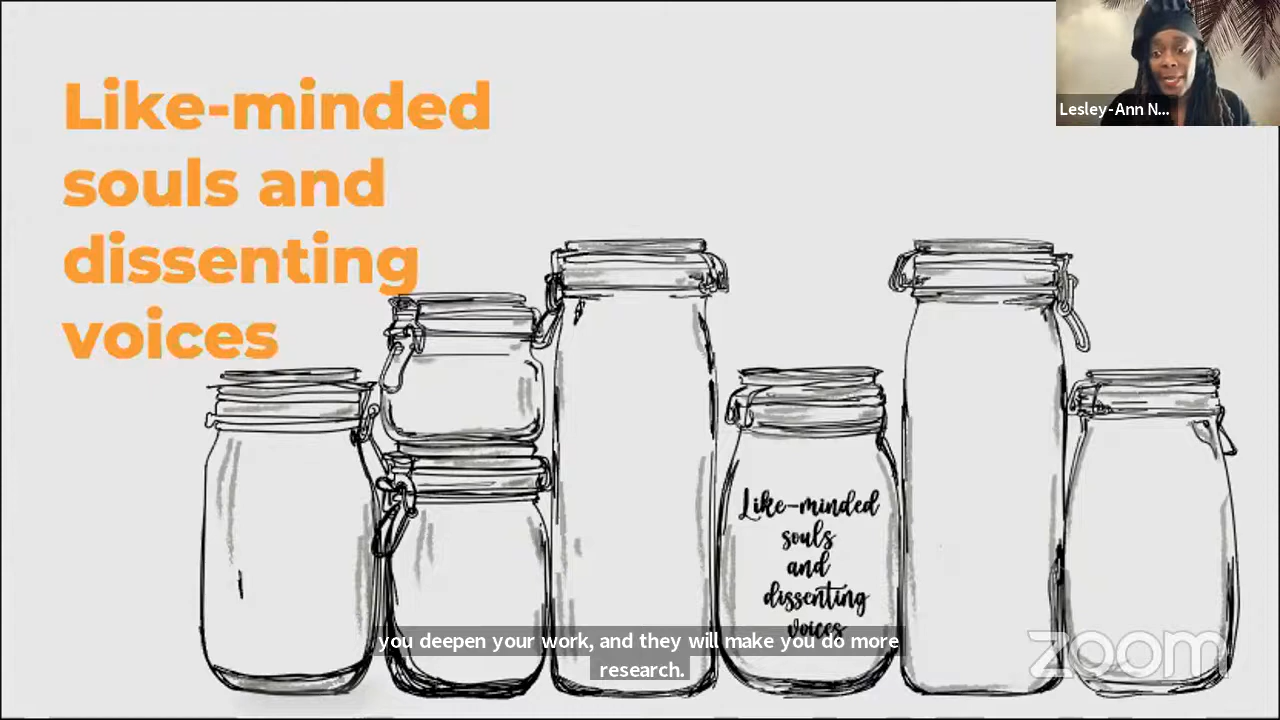 Like-minded
souls and
dissenting
voices
Lesley-Ann N...
Like-minded
souls
and
dissenting
voices
you deepen your work, and they will make you do more
research.
zoom